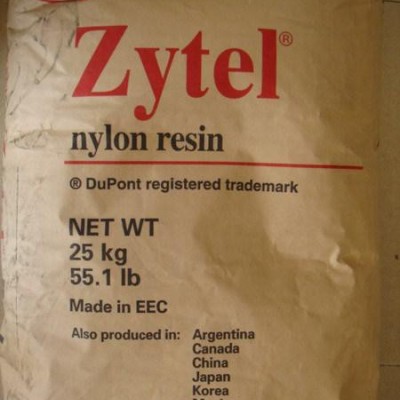 Zytel®
nylon resin
® DuPont registered trademark
NET WT
25 kg
55.1 lb
Made in EEC
Also produced in: Argentina
Canada
China
Japan
Korea